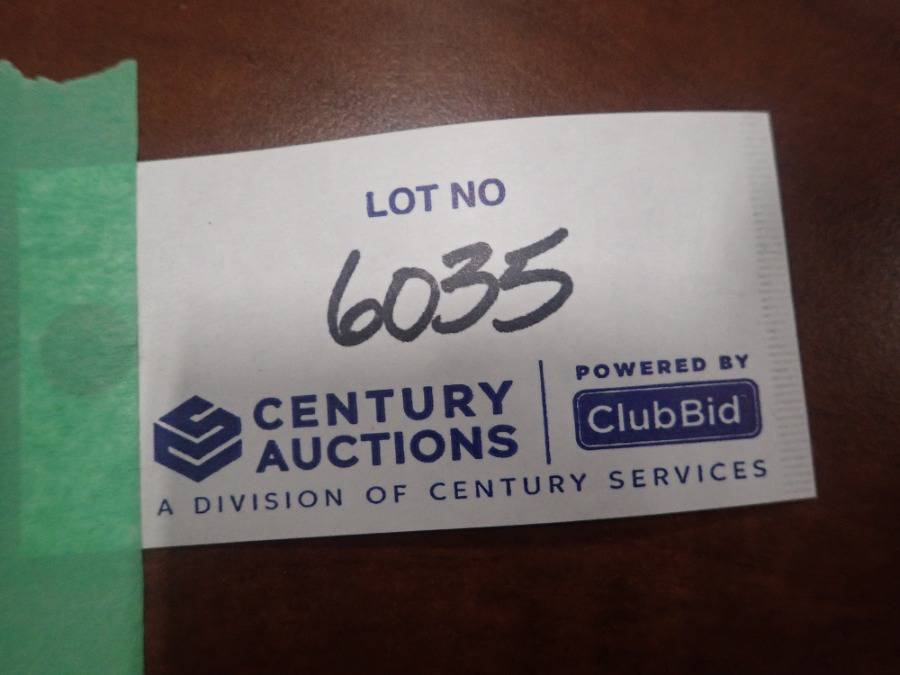 LOT NO
6035
CENTURY
AUCTIONS
POWERED BY
ClubBid
A DIVISION OF CENTURY SERVICES